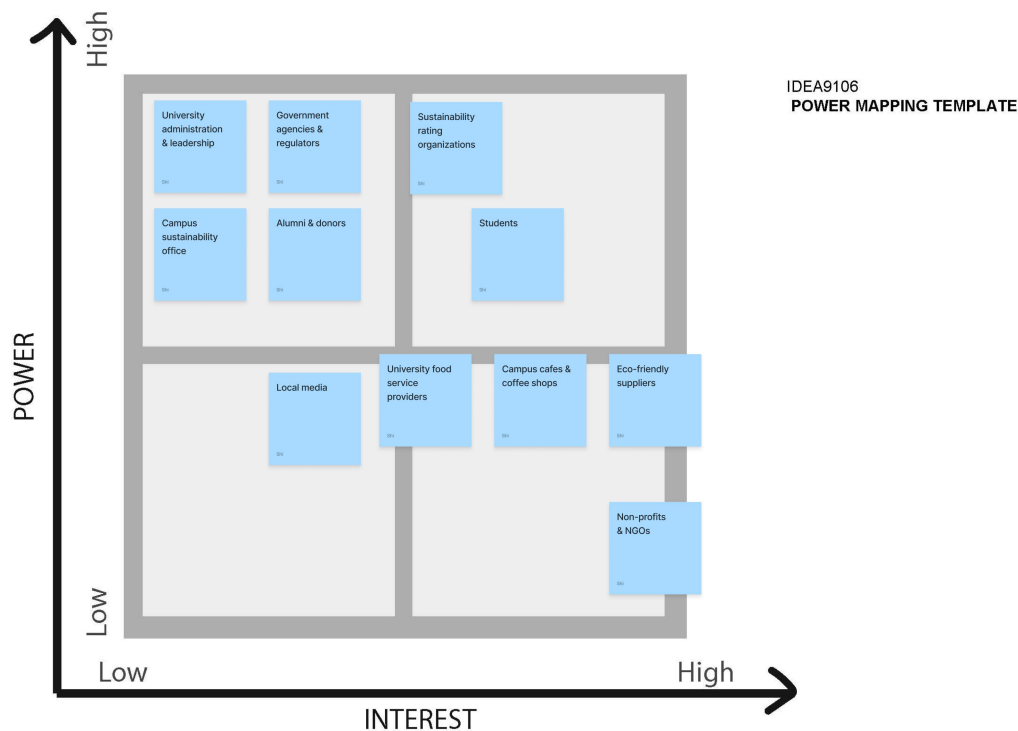 High
IDEA9106
POWER MAPPING TEMPLATE
University
administration
& leadership
Government
agencies &
regulators
Sustainability
rating
organizations
Campus
sustainability
office
Alumni & donors
Students
POWER
Local media
University food
service
providers
Campus cafes &
coffee shops
Eco-friendly
suppliers
Non-profits
& NGOs
Low
Low
High
INTEREST